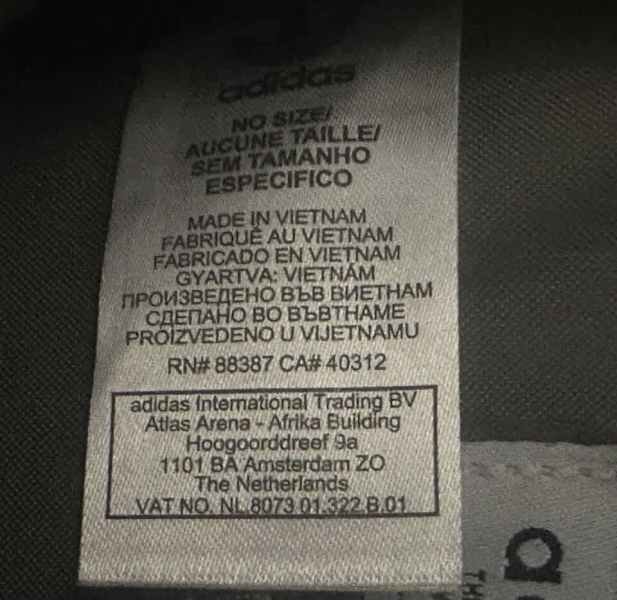 adidas
NO SIZE/
AUCUNE TAILLE/
SEM TAMANHO
ESPECIFICO
MADE IN VIETNAM
FABRIQUÉ AU VIETNAM
FABRICADO EN VIETNAM
GYARTVA: VIETNÁM
ПРОИЗВЕДЕНО ВЪВ ВИЕТНАМ
СДЕЛАНО ВО ВЬВТНАМЕ
PROIZVEDENO U VIJETNAMU
RN# 88387 CA# 40312
adidas International Trading BV
Atlas Arena - Afrika Building
Hoogoorddreef 9a
1101 BA Amsterdam ZO
The Netherlands
VAT NO. NL.8073.01.322.B.01